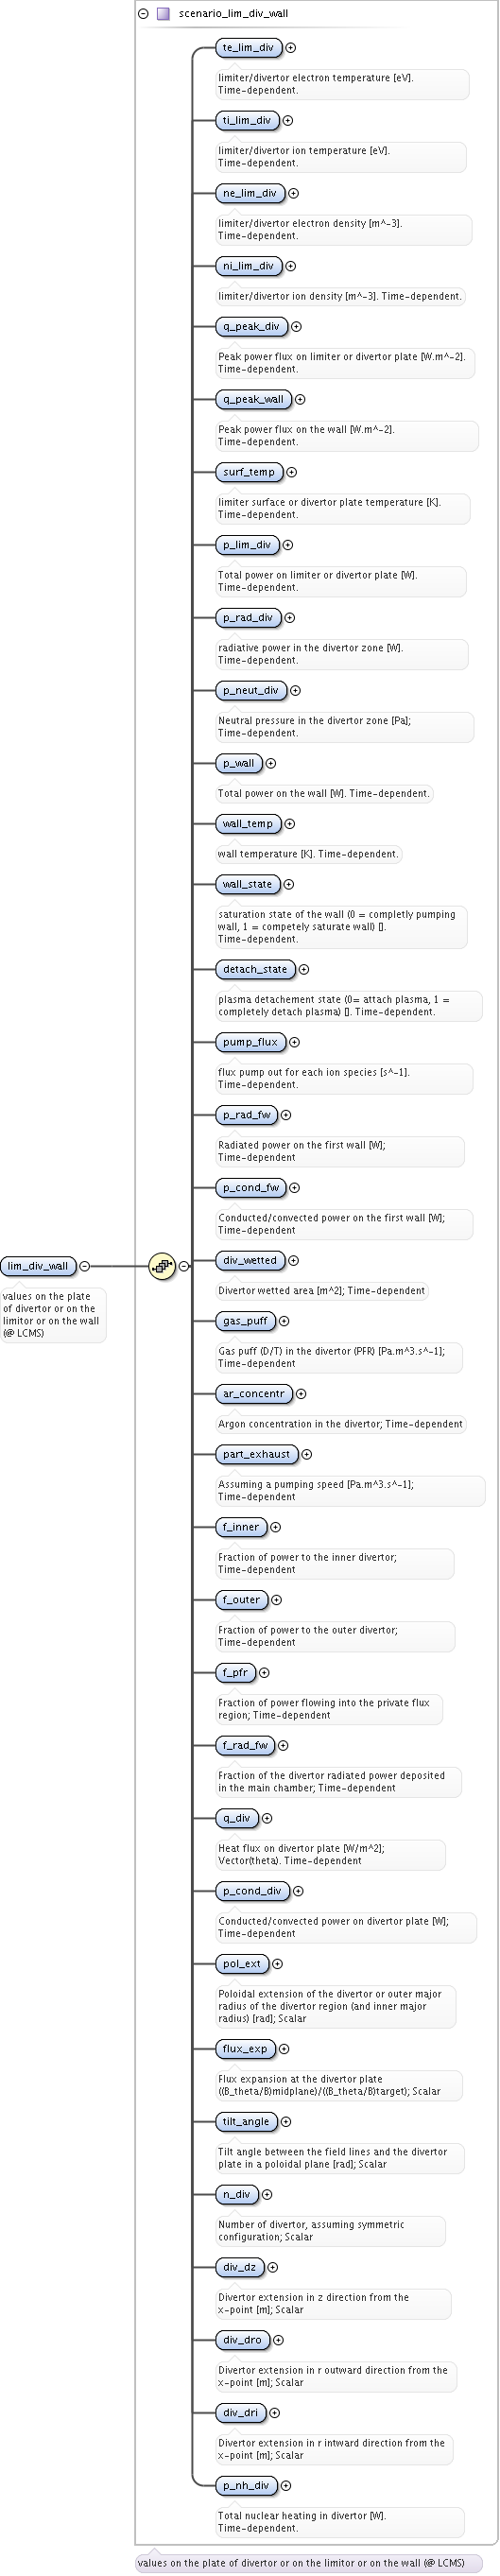 scenario_lim_div_wall
te_lim_div
limiter/divertor electron temperature [eV].
Time-dependent.
ti_lim_div
limiter/divertor ion temperature [eV].
Time-dependent.
ne_lim_div
limiter/divertor electron density [m^-3].
Time-dependent.
ni_lim_div
limiter/divertor ion density [m^-3]. Time-dependent.
q_peak_div
Peak power flux on limiter or divertor plate [W.m^-2].
Time-dependent.
q_peak_wall
Peak power flux on the wall [W.m^-2].
Time-dependent.
surf_temp
limiter surface or divertor plate temperature [K].
Time-dependent.
p_lim_div
Total power on limiter or divertor plate [W].
Time-dependent.
p_rad_div
radiative power in the divertor zone [W].
Time-dependent.
p_neut_div
Neutral pressure in the divertor zone [Pa];
Time-dependent.
p_wall
Total power on the wall [W]. Time-dependent.
wall_temp
wall temperature [K]. Time-dependent.
wall_state
saturation state of the wall (0 = completly pumping
wall, 1 = competely saturate wall) [].
Time-dependent.
detach_state
plasma detachement state (0= attach plasma, 1 =
completely detach plasma) []. Time-dependent.
pump_flux
flux pump out for each ion species [s^-1].
Time-dependent.
p_rad_fw
Radiated power on the first wall [W];
Time-dependent
p_cond_fw
Conducted/convected power on the first wall [W];
Time-dependent
lim_div_wall
values on the plate
of divertor or on the
limitor or on the wall
(@ LCMS)
div_wetted
Divertor wetted area [m^2]; Time-dependent
gas_puff
Gas puff (D/T) in the divertor (PFR) [Pa.m^3.s^-1];
Time-dependent
ar_concentr
Argon concentration in the divertor; Time-dependent
part_exhaust
Assuming a pumping speed [Pa.m^3.s^-1];
Time-dependent
f_inner
Fraction of power to the inner divertor;
Time-dependent
f_outer
Fraction of power to the outer divertor;
Time-dependent
f_pfr
Fraction of power flowing into the private flux
region; Time-dependent
f_rad_fw
Fraction of the divertor radiated power deposited
in the main chamber; Time-dependent
q_div
Heat flux on divertor plate [W/m^2];
Vector(theta). Time-dependent
p_cond_div
Conducted/convected power on divertor plate [W];
Time-dependent
pol_ext
Poloidal extension of the divertor or outer major
radius of the divertor region (and inner major
radius) [rad]; Scalar
flux_exp
Flux expansion at the divertor plate
((B_theta/B)midplane)/((B_theta/B)target); Scalar
tilt_angle
Tilt angle between the field lines and the divertor
plate in a poloidal plane [rad]; Scalar
n_div
Number of divertor, assuming symmetric
configuration; Scalar
div_dz
Divertor extension in z direction from the
x-point [m]; Scalar
div_dro
Divertor extension in r outward direction from the
x-point [m]; Scalar
div_dri
Divertor extension in r intward direction from the
x-point [m]; Scalar
p_nh_div
Total nuclear heating in divertor [W].
Time-dependent.
values on the plate of divertor or on the limitor or on the wall (@ LCMS)